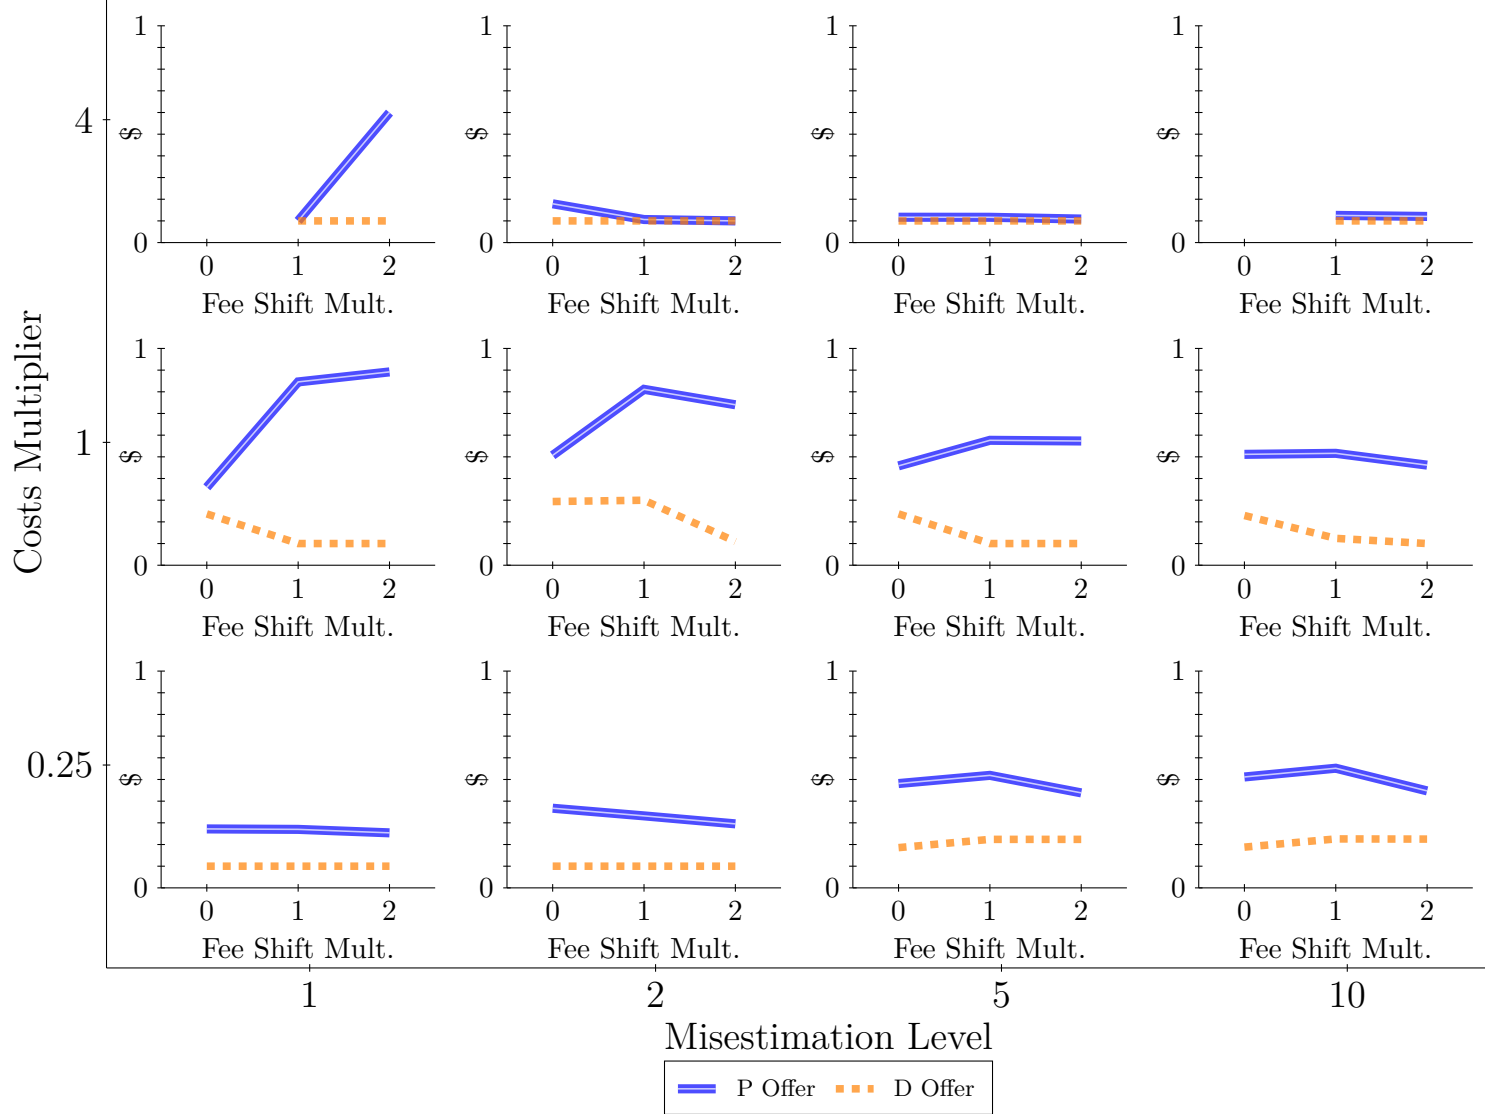 1
$
0
0 1 2
Fee Shift Mult.
1
$
0
0 1 2
Fee Shift Mult.
1
$
0
0 1 2
Fee Shift Mult.
1
$
0
0 1 2
Fee Shift Mult.
1
$
0
0 1 2
Fee Shift Mult.
1
$
0
0 1 2
Fee Shift Mult.
1
$
0
0 1 2
Fee Shift Mult.
1
$
0
0 1 2
Fee Shift Mult.
1
$
0
0 1 2
Fee Shift Mult.
1
$
0
0 1 2
Fee Shift Mult.
1
$
0
0 1 2
Fee Shift Mult.
1
$
0
0 1 2
Fee Shift Mult.
Costs Multiplier
4
1
0.25
1 2 5 10
Misestimation Level
P Offer D Offer